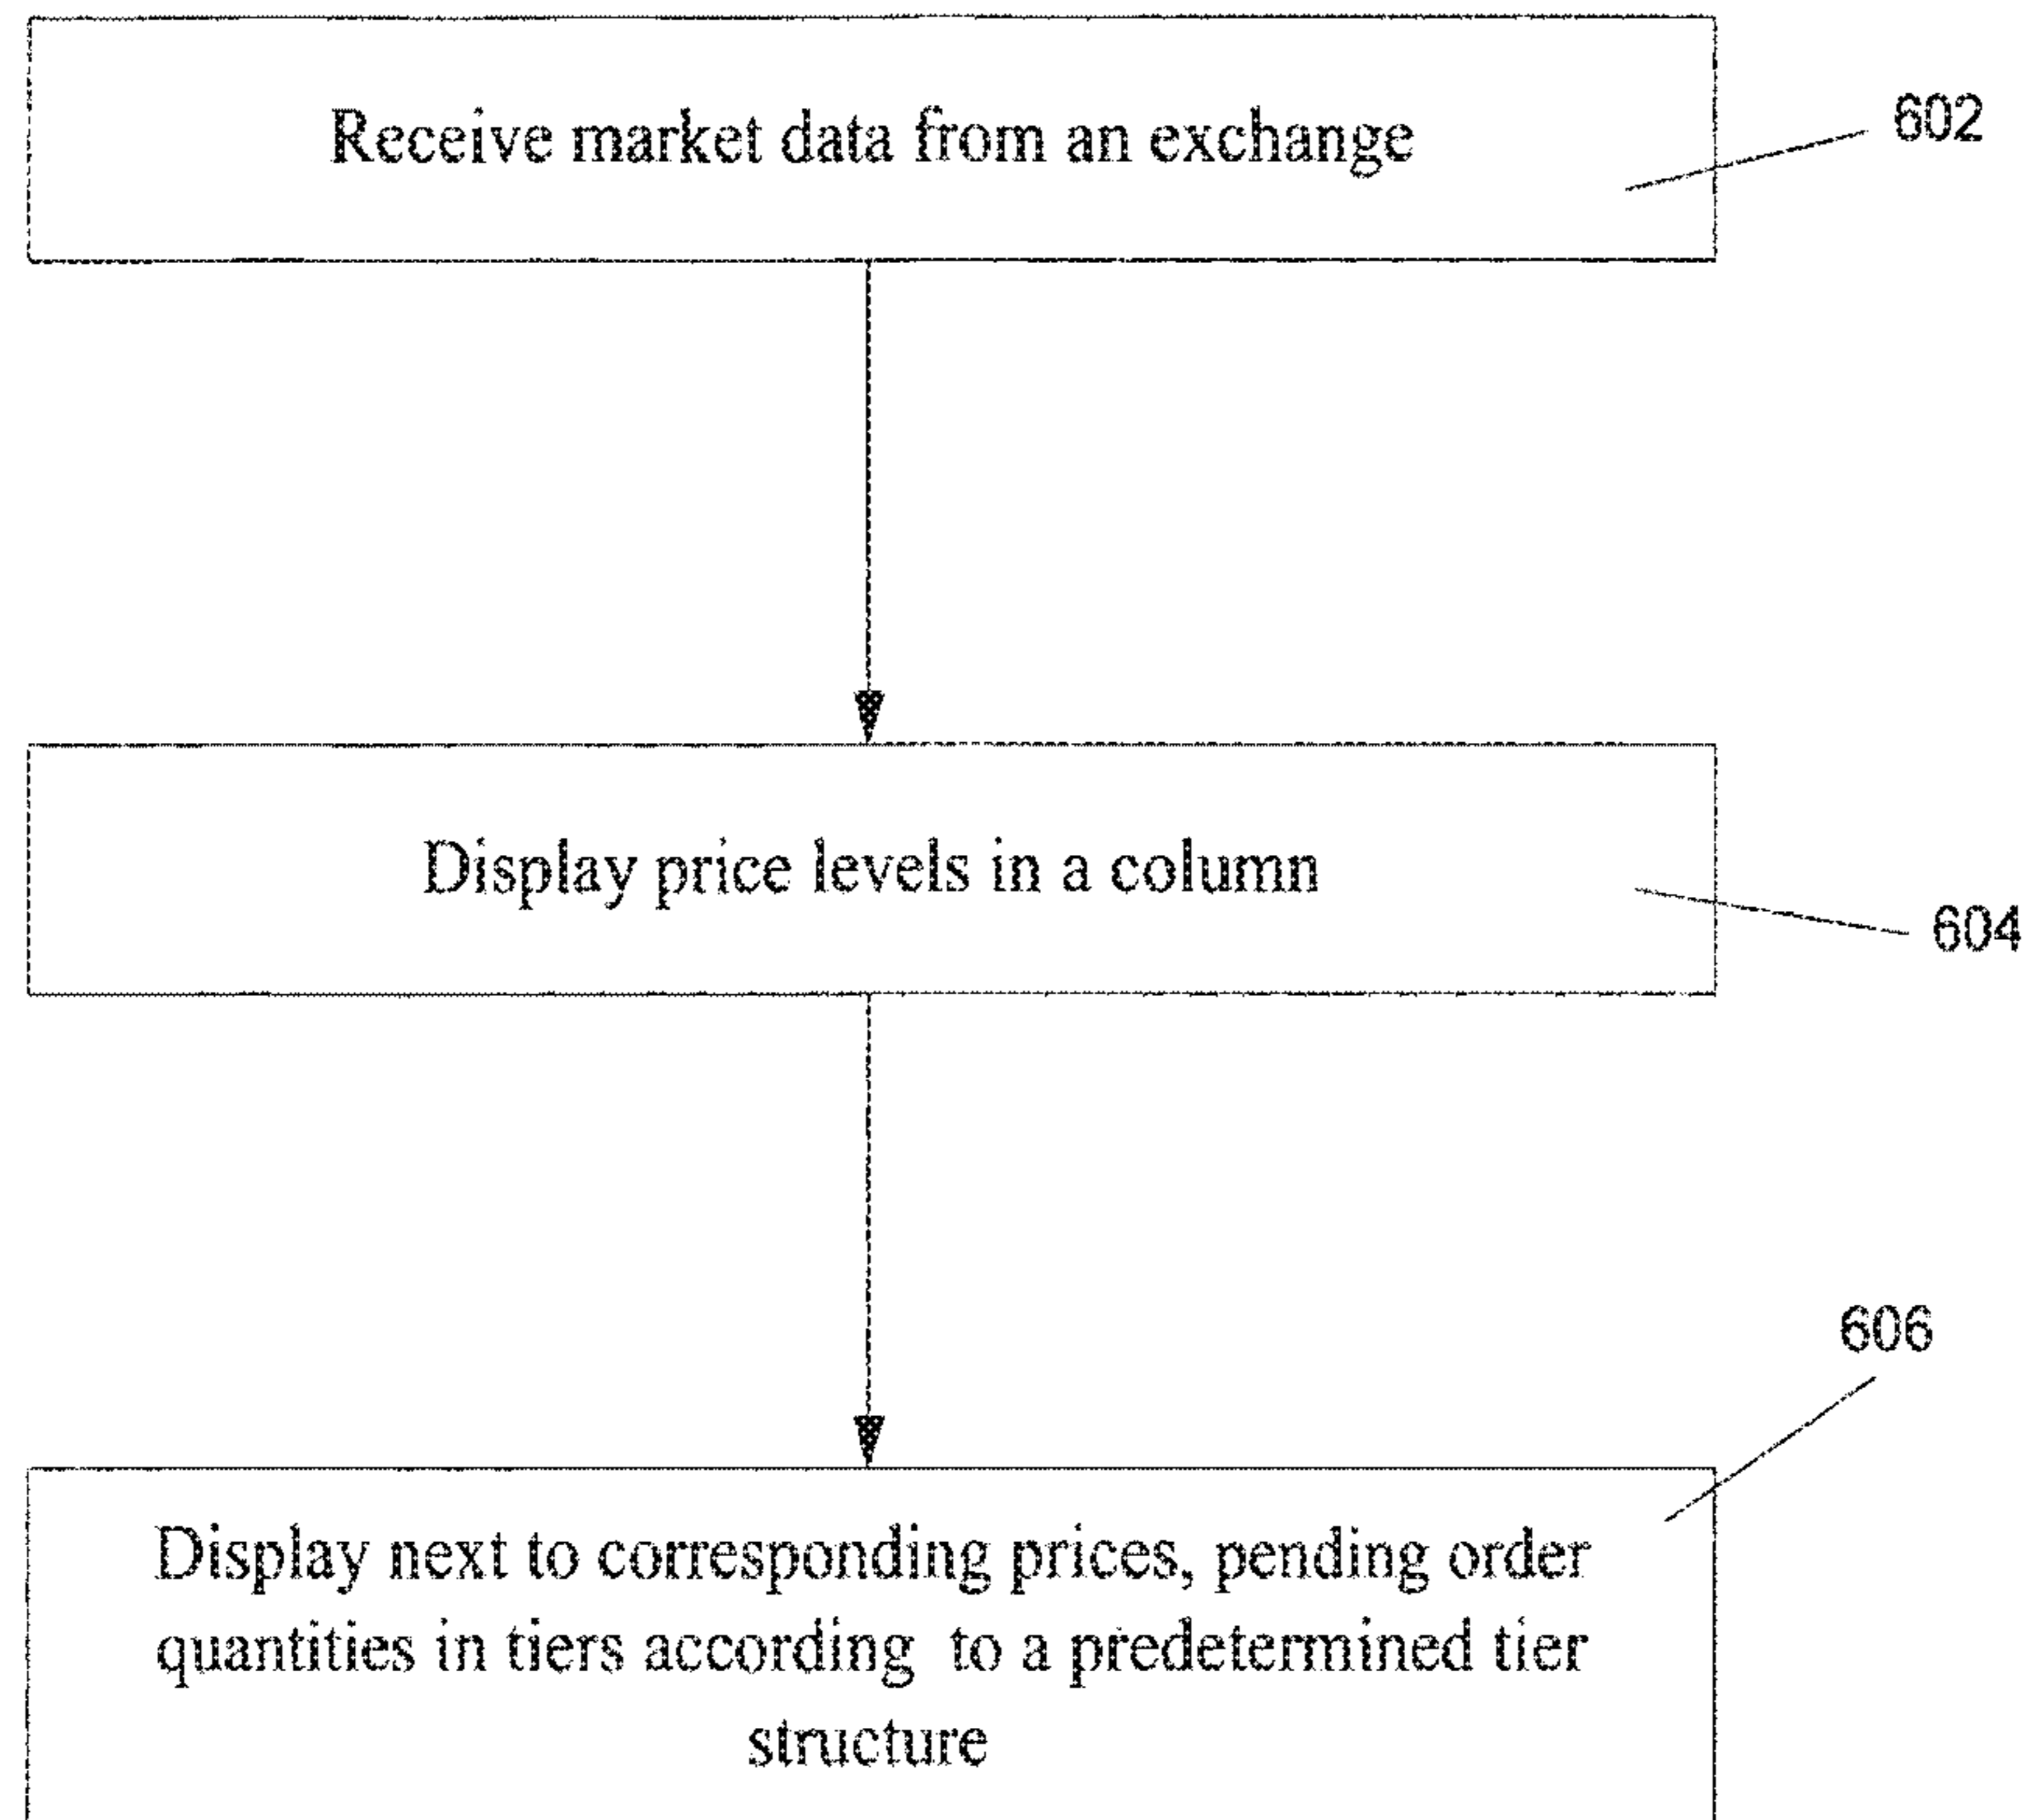 Receive market data from an exchange
602
Display price levels in a column
604
606
Display next to corresponding prices, pending order
quantities in tiers according to a predetermined tier
structure